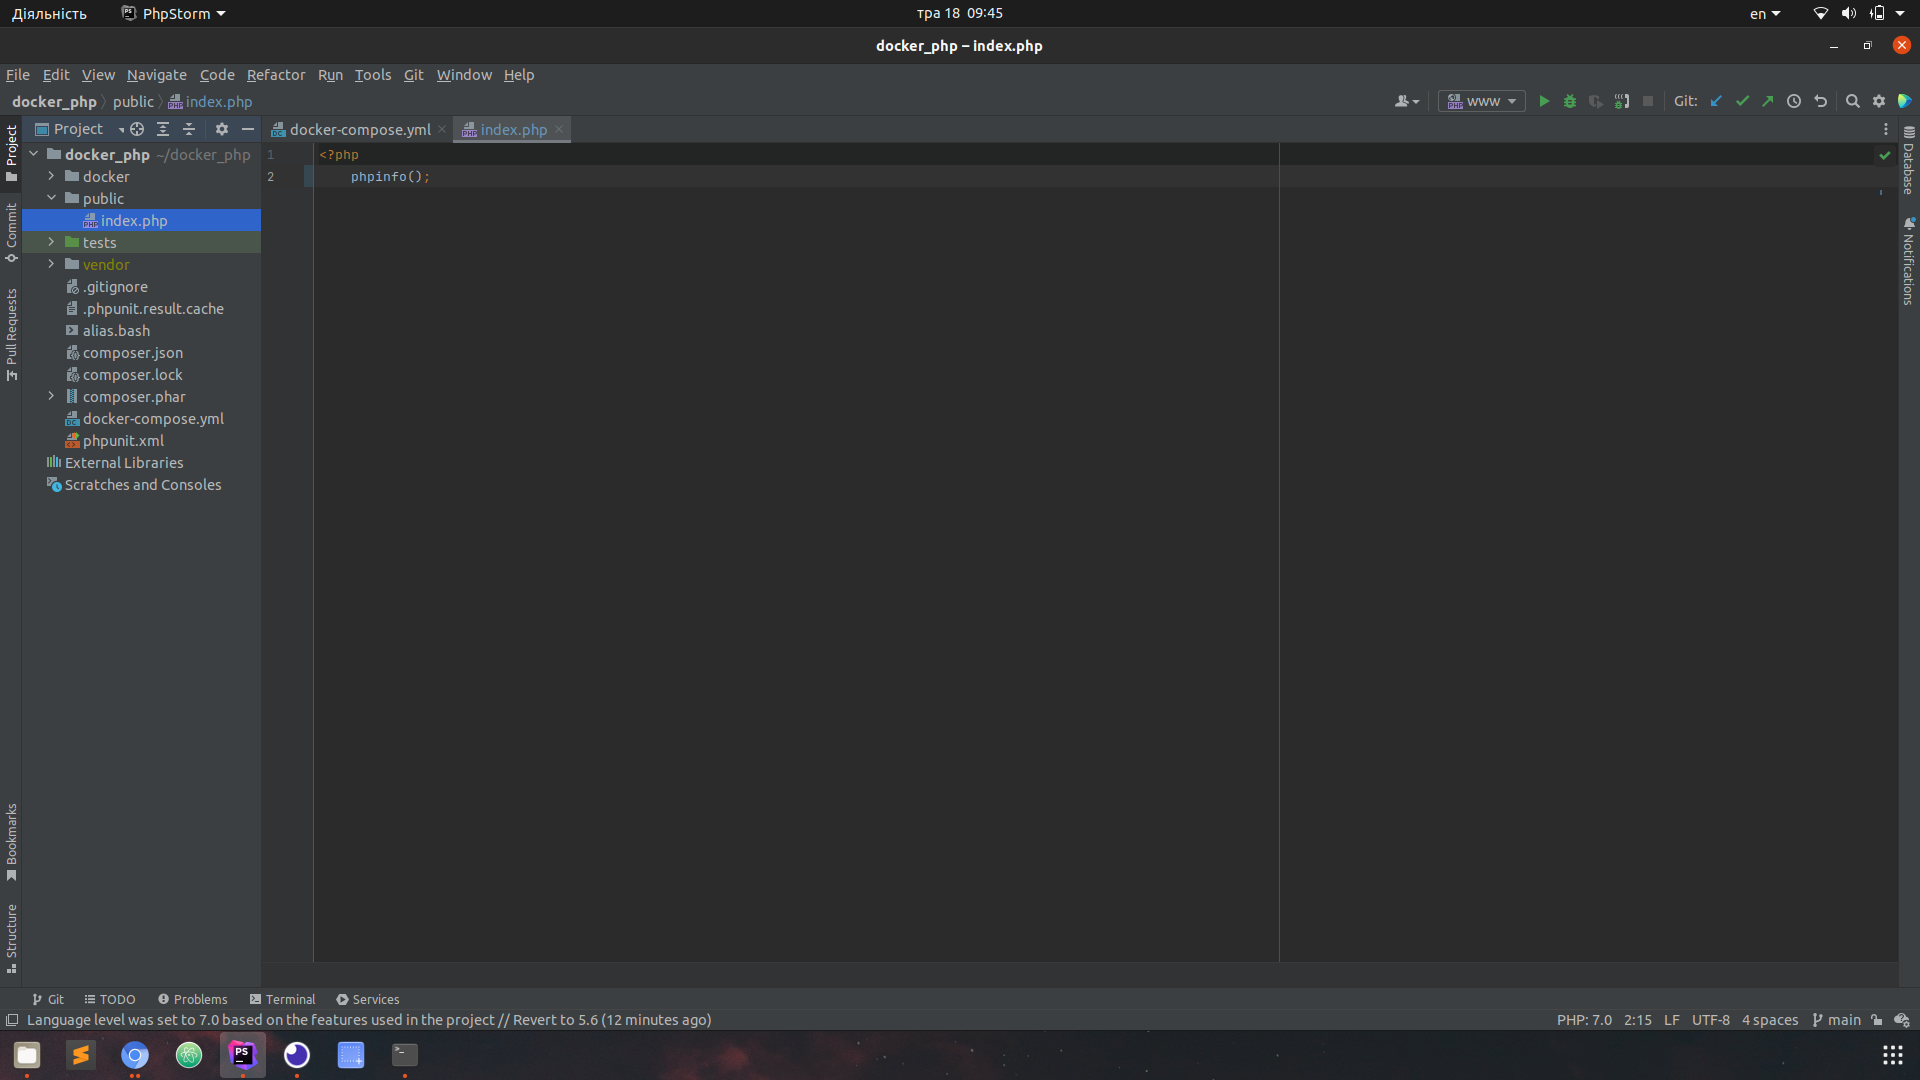 Діяльність PhpStorm тра 18 09:45 en
docker_php – index.php
File Edit View Navigate Code Refactor Run Tools Git Window Help
docker_php public index.php www Git:
Project docker-compose.yml index.php
docker_php ~/docker_php
docker
public
index.php
tests
vendor
.gitignore
.phpunit.result.cache
alias.bash
composer.json
composer.lock
composer.phar
docker-compose.yml
phpunit.xml
External Libraries
Scratches and Consoles
1 <?php
2 phpinfo();
Project
Commit
Pull Requests
Bookmarks
Structure
Database
Notifications
Git TODO Problems Terminal Services
Language level was set to 7.0 based on the features used in the project // Revert to 5.6 (12 minutes ago) PHP: 7.0 2:15 LF UTF-8 4 spaces main
PS